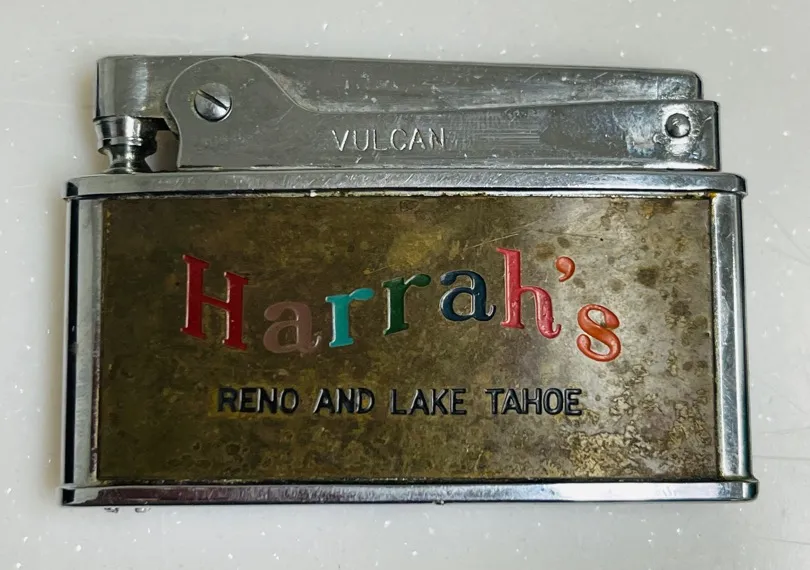 VULCAN
Harrah's
RENO AND LAKE TAHOE